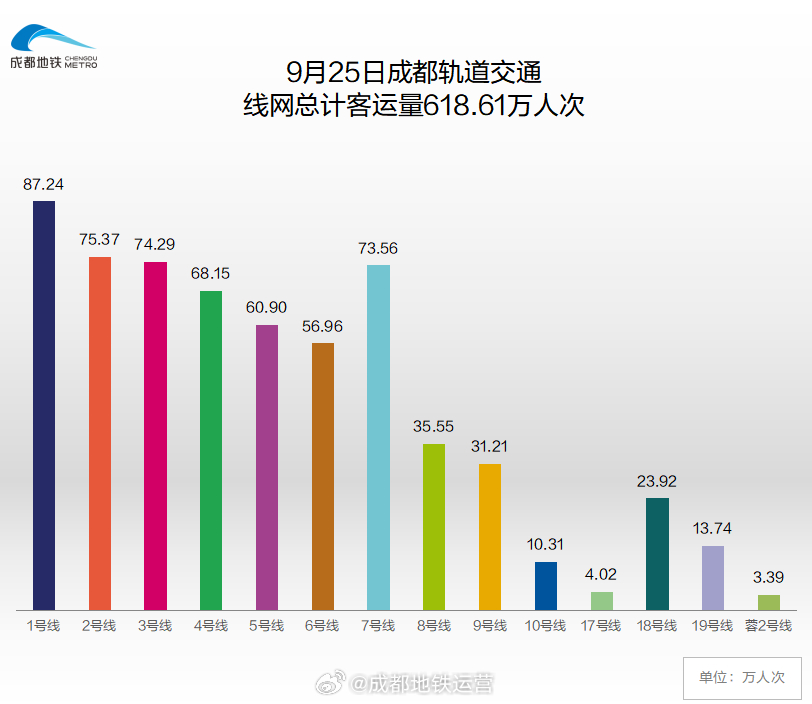 成都地铁 CHENGDU METRO
9月25日成都轨道交通
线网总计客运量618.61万人次
87.24
75.37
74.29
68.15
60.90
56.96
73.56
35.55
31.21
10.31
4.02
23.92
13.74
3.39
1号线
2号线
3号线
4号线
5号线
6号线
7号线
8号线
9号线
10号线
17号线
18号线
19号线
蓉2号线
单位：万人次
@成都地铁运营